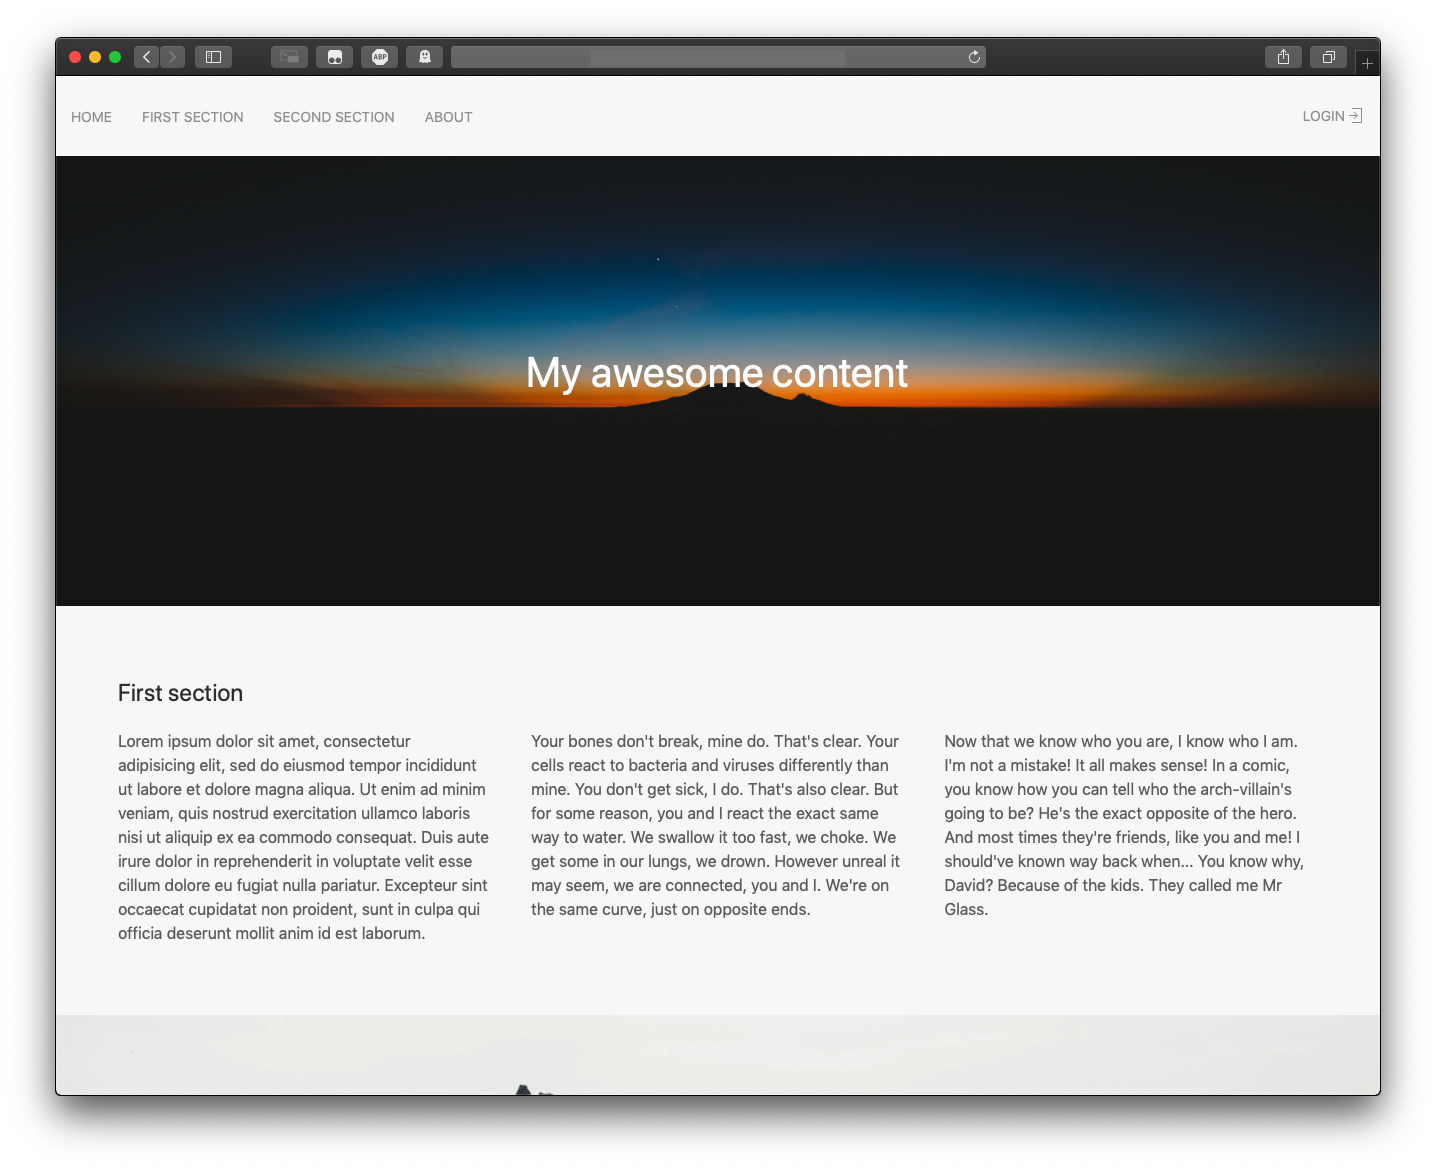 ABP
HOME FIRST SECTION SECOND SECTION ABOUT LOGIN
My awesome content
First section
Lorem ipsum dolor sit amet, consectetur
adipisicing elit, sed do eiusmod tempor incididunt
ut labore et dolore magna aliqua. Ut enim ad minim
veniam, quis nostrud exercitation ullamco laboris
nisi ut aliquip ex ea commodo consequat. Duis aute
irure dolor in reprehenderit in voluptate velit esse
cillum dolore eu fugiat nulla pariatur. Excepteur sint
occaecat cupidatat non proident, sunt in culpa qui
officia deserunt mollit anim id est laborum.
Your bones don't break, mine do. That's clear. Your
cells react to bacteria and viruses differently than
mine. You don't get sick, I do. That's also clear. But
for some reason, you and I react the exact same
way to water. We swallow it too fast, we choke. We
get some in our lungs, we drown. However unreal it
may seem, we are connected, you and I. We're on
the same curve, just on opposite ends.
Now that we know who you are, I know who I am.
I'm not a mistake! It all makes sense! In a comic,
you know how you can tell who the arch-villain's
going to be? He's the exact opposite of the hero.
And most times they're friends, like you and me! I
should've known way back when... You know why,
David? Because of the kids. They called me Mr
Glass.